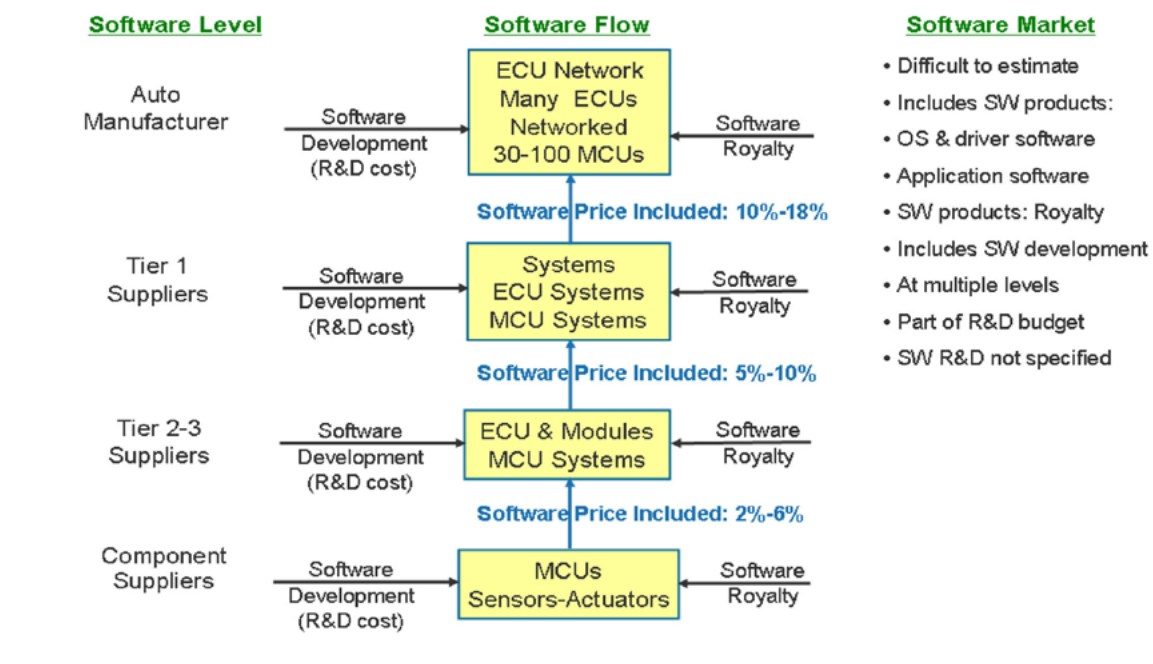 Software Level
Software Flow
Software Market
Auto
Manufacturer
Software
Development
(R&D cost)
ECU Network
Many ECUs
Networked
30-100 MCUs
Software
Royalty
Software Price Included: 10%-18%
Tier 1
Suppliers
Software
Development
(R&D cost)
Systems
ECU Systems
MCU Systems
Software
Royalty
Software Price Included: 5%-10%
Tier 2-3
Suppliers
Software
Development
(R&D cost)
ECU & Modules
MCU Systems
Software
Royalty
Software Price Included: 2%-6%
Component
Suppliers
Software
Development
(R&D cost)
MCUs
Sensors-Actuators
Software
Royalty
• Difficult to estimate
• Includes SW products:
• OS & driver software
• Application software
• SW products: Royalty
• Includes SW development
• At multiple levels
• Part of R&D budget
• SW R&D not specified